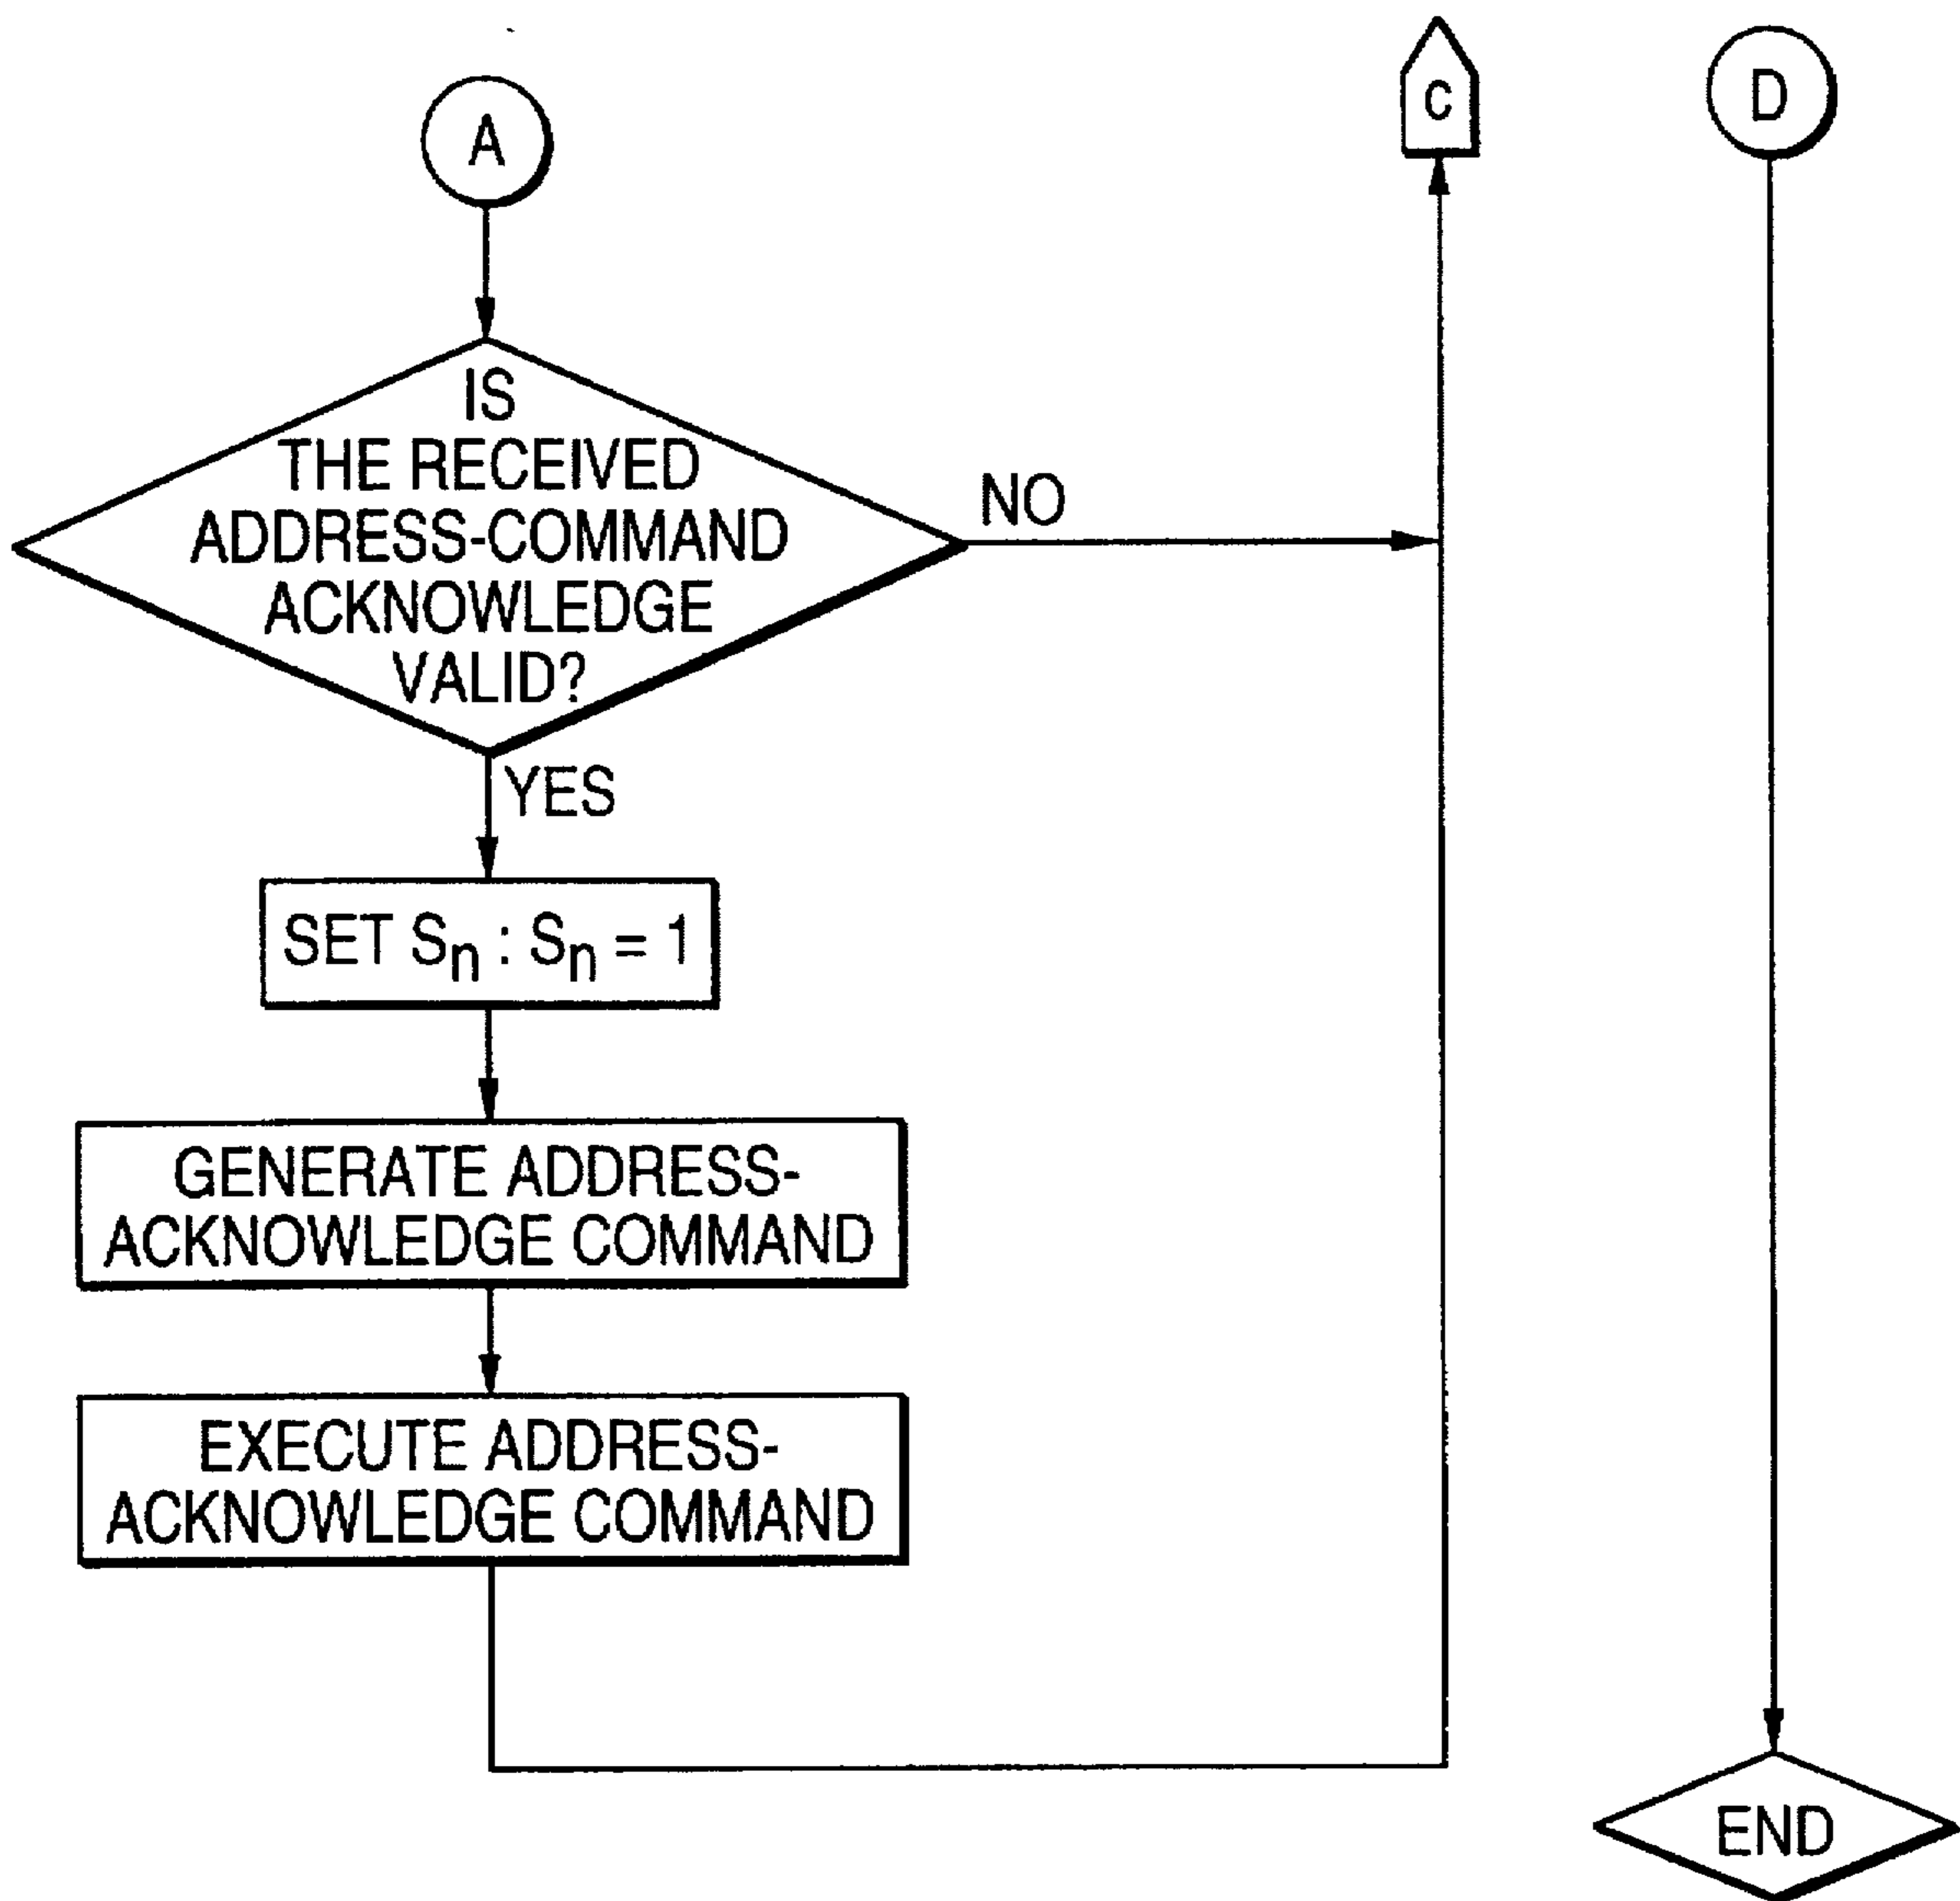 A
C
D
IS
THE RECEIVED
ADDRESS-COMMAND
ACKNOWLEDGE
VALID?
NO
YES
SET Sn : Sn = 1
GENERATE ADDRESS-
ACKNOWLEDGE COMMAND
EXECUTE ADDRESS-
ACKNOWLEDGE COMMAND
END